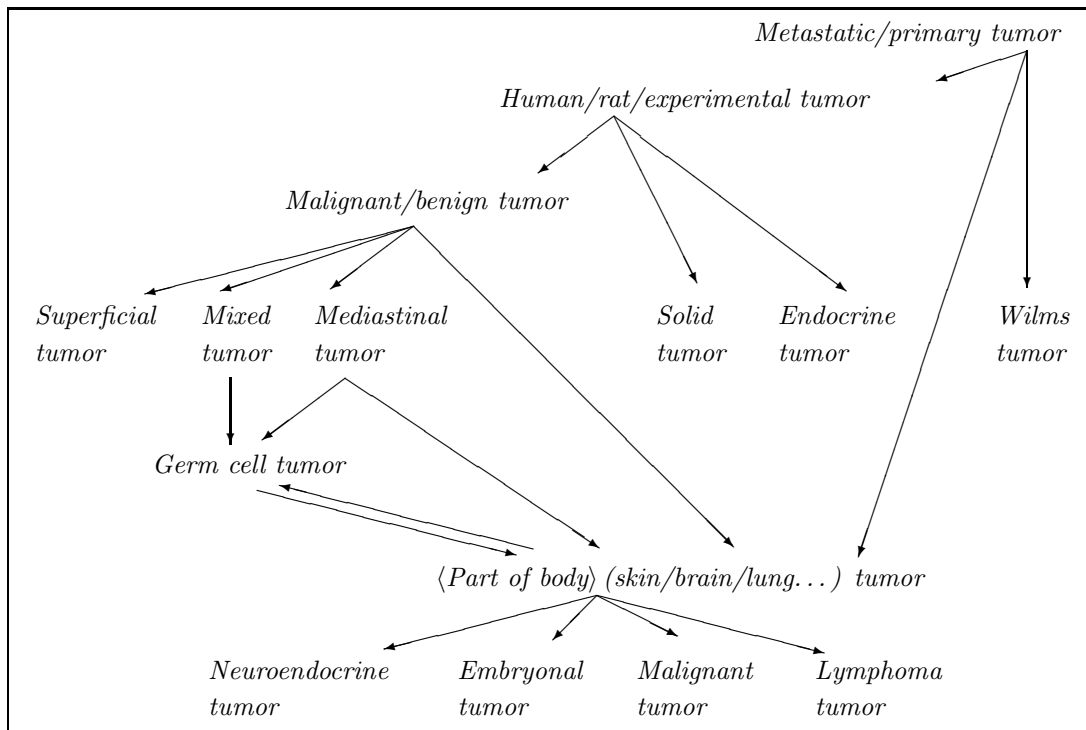 Metastatic/primary tumor
Human/rat/experimental tumor
Malignant/benign tumor
Superficial
tumor
Mixed
tumor
Mediastinal
tumor
Solid
tumor
Endocrine
tumor
Wilms
tumor
Germ cell tumor
⟨Part of body⟩ (skin/brain/lung...) tumor
Neuroendocrine
tumor
Embryonal
tumor
Malignant
tumor
Lymphoma
tumor